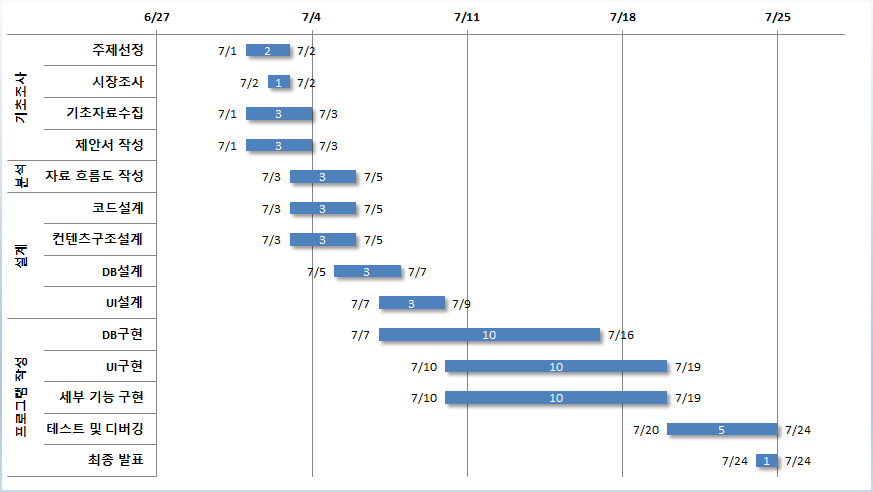 6/27 7/4 7/11 7/18 7/25
기초조사
주제선정 7/1 2 7/2
시장조사 7/2 1 7/2
기초자료수집 7/1 3 7/3
제안서 작성 7/1 3 7/3
분석
자료 흐름도 작성 7/3 3 7/5
설계
코드설계 7/3 3 7/5
컨텐츠구조설계 7/3 3 7/5
DB설계 7/5 3 7/7
UI설계 7/7 3 7/9
프로그램 작성
DB구현 7/7 10 7/16
UI구현 7/10 10 7/19
세부 기능 구현 7/10 10 7/19
테스트 및 디버깅 7/20 5 7/24
최종 발표 7/24 1 7/24